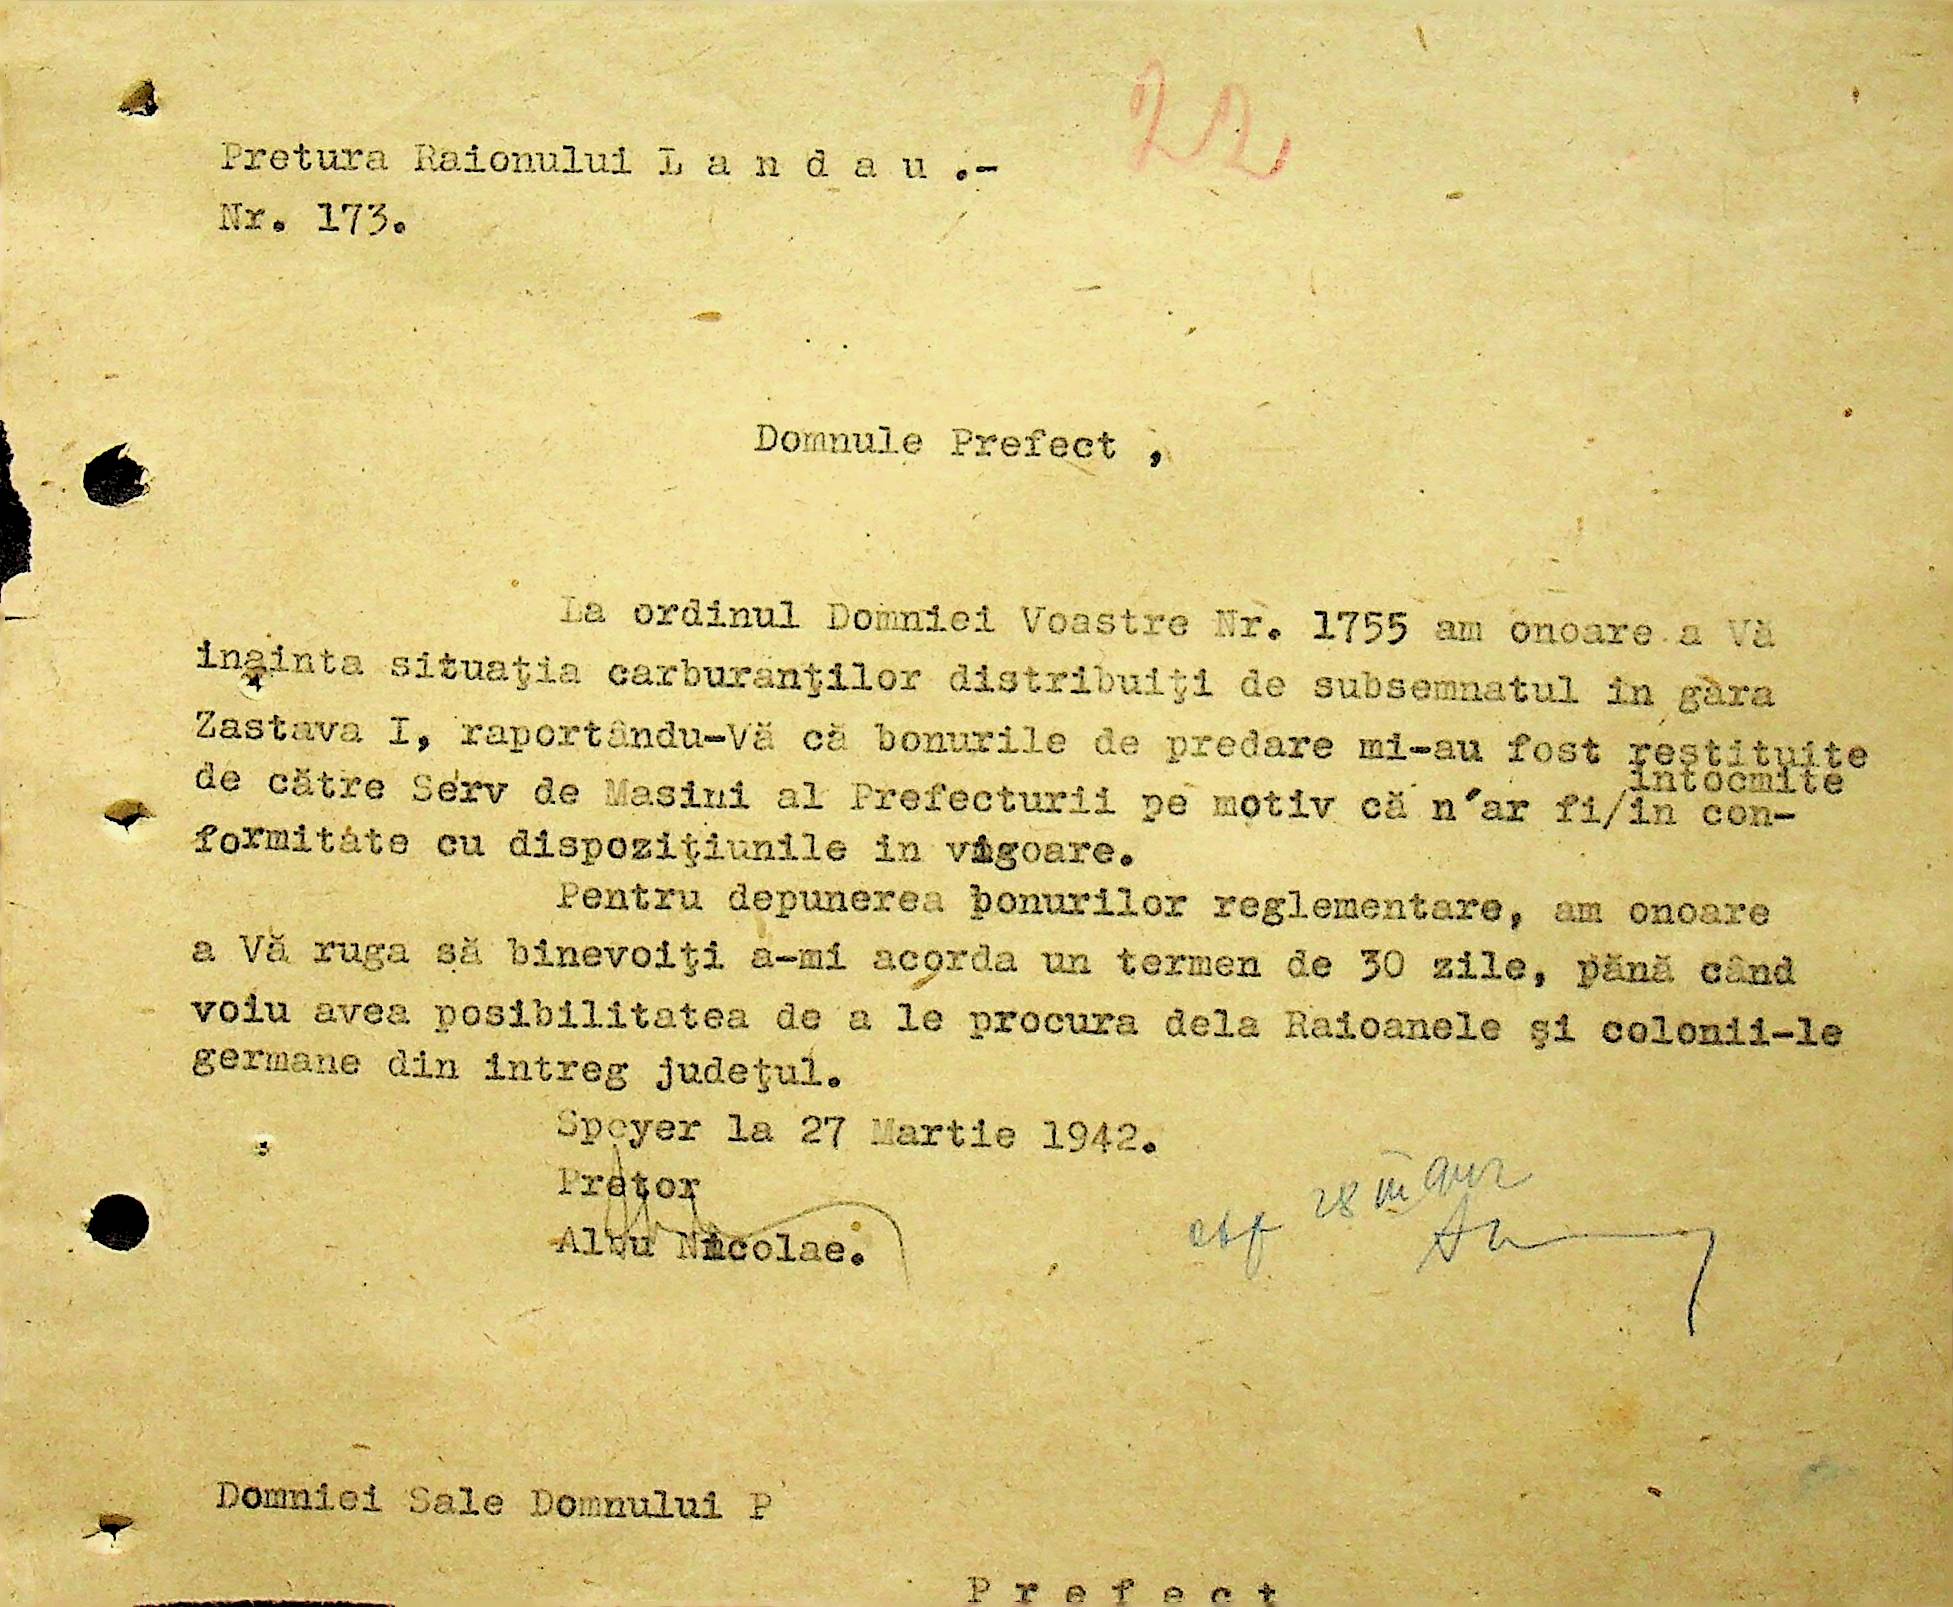 22
Pretura Raionului L a n d a u .-
Nr. 173.
Domnule Prefect ,
La ordinul Domniei Voastre Nr. 1755 am onoare a Vă
inainta situaţia carburanţilor distribuiţi de subsemnatul in gara
Zastava I, raportându-Vă că bonurile de predare mi-au fost restituite
de către Serv de Masini al Prefecturii pe motiv că n'ar fi/in con-
intocmite
formitate cu dispoziţiunile in vigoare.
Pentru depunerea bonurilor reglementare, am onoare
a Vă ruga să binevoiţi a-mi acorda un termen de 30 zile, până când
voiu avea posibilitatea de a le procura dela Raioanele şi colonii-le
germane din intreg judeţul.
Speyer la 27 Martie 1942.
Pretor
Altu Nicolae.
28 III
Domniei Sale Domnului P
P r e f e c t